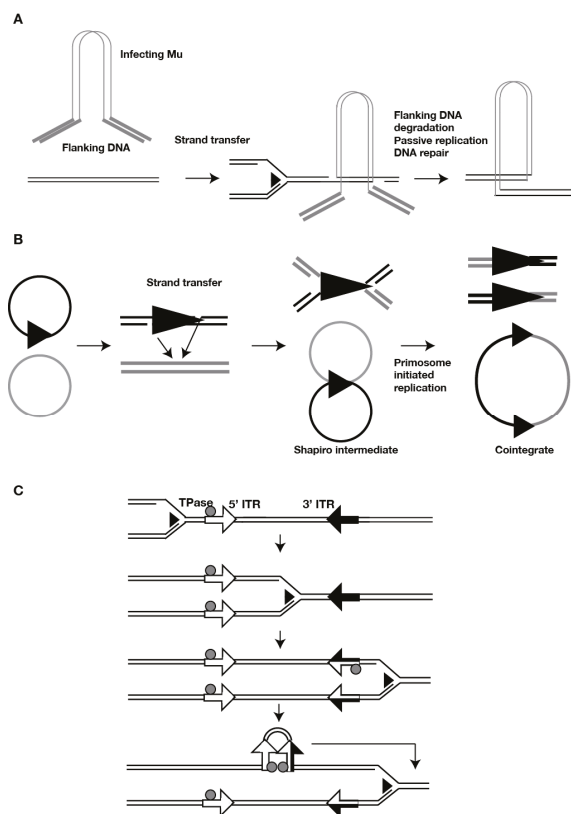 A
Infecting Mu
Flanking DNA
Strand transfer
Flanking DNA
degradation
Passive replication
DNA repair
B
Strand transfer
Primosome
initiated
replication
Shapiro intermediate
Cointegrate
C
TPase 5' ITR 3' ITR